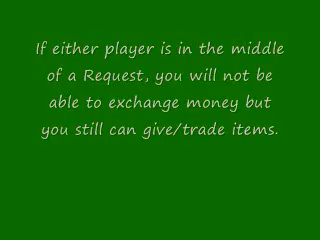 If either player is in the middle
of a Request, you will not be
able to exchange money but
you still can give/trade items.